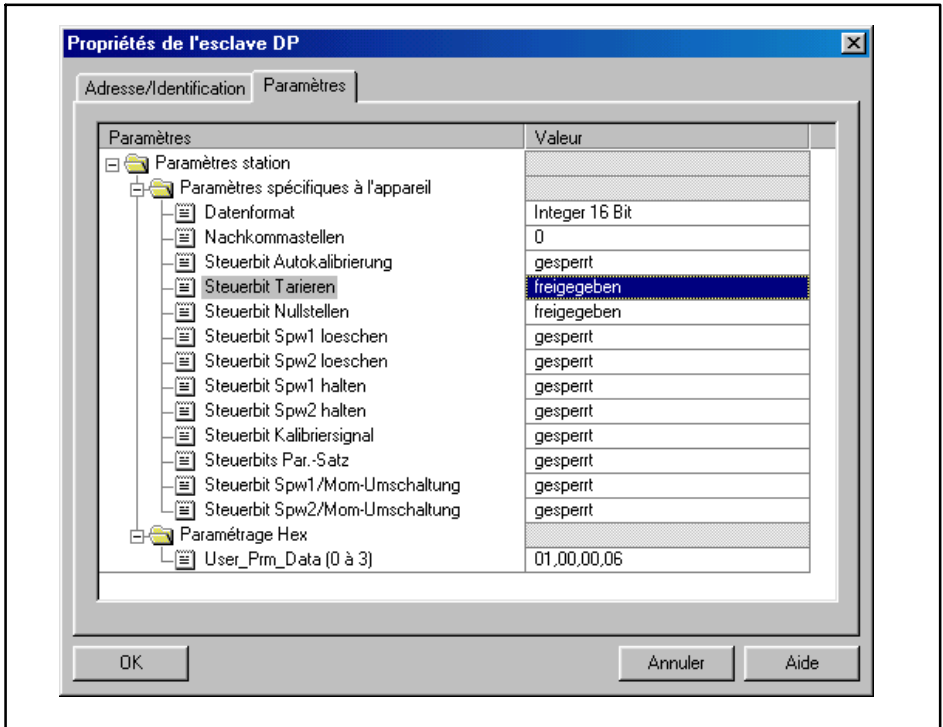 Propriétés de l'esclave DP
Adresse/Identification Paramètres
Paramètres Valeur
Paramètres station
Paramètres spécifiques à l'appareil
Datenformat Integer 16 Bit
Nachkommastellen 0
Steuerbit Autokalibrierung gesperrt
Steuerbit Tarieren freigegeben
Steuerbit Nullstellen freigegeben
Steuerbit Spw1 loeschen gesperrt
Steuerbit Spw2 loeschen gesperrt
Steuerbit Spw1 halten gesperrt
Steuerbit Spw2 halten gesperrt
Steuerbit Kalibriersignal gesperrt
Steuerbits Par.-Satz gesperrt
Steuerbit Spw1/Mom-Umschaltung gesperrt
Steuerbit Spw2/Mom-Umschaltung gesperrt
Paramétrage Hex
User_Prm_Data (0 à 3) 01,00,00,06
OK Annuler Aide